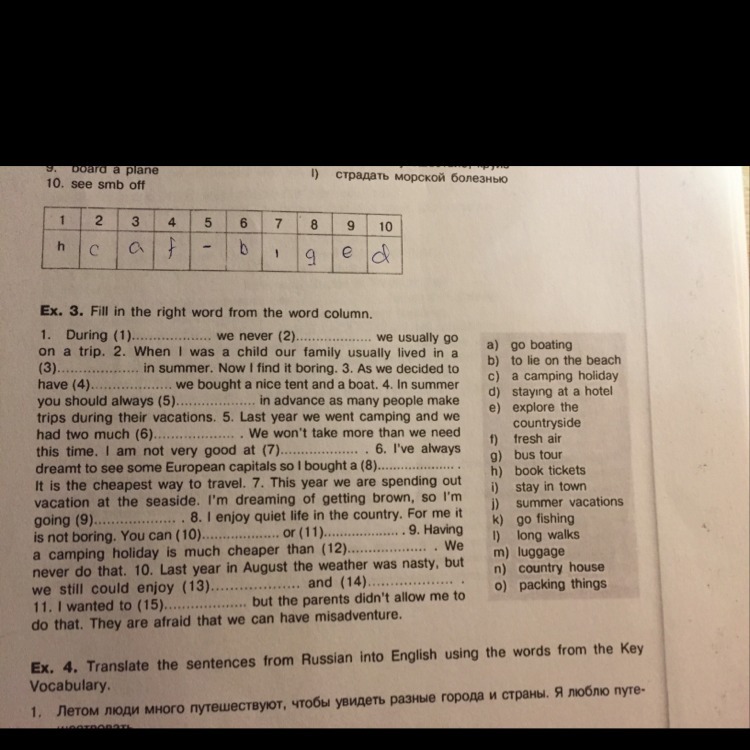 9. board a plane
10. see smb off
l) страдать морской болезнью
1 2 3 4 5 6 7 8 9 10
h c a f - b i g e d
Ex. 3. Fill in the right word from the word column.
1. During (1)................... we never (2).................. we usually go
on a trip. 2. When I was a child our family usually lived in a
(3).................. in summer. Now I find it boring. 3. As we decided to
have (4).................. we bought a nice tent and a boat. 4. In summer
you should always (5).................. in advance as many people make
trips during their vacations. 5. Last year we went camping and we
had two much (6).................. . We won't take more than we need
this time. I am not very good at (7).................. . 6. I've always
dreamt to see some European capitals so I bought a (8).................. .
It is the cheapest way to travel. 7. This year we are spending out
vacation at the seaside. I'm dreaming of getting brown, so I'm
going (9).................. . 8. I enjoy quiet life in the country. For me it
is not boring. You can (10).................. or (11).................. . 9. Having
a camping holiday is much cheaper than (12).................. . We
never do that. 10. Last year in August the weather was nasty, but
we still could enjoy (13).................. and (14).................. .
11. I wanted to (15).................. but the parents didn't allow me to
do that. They are afraid that we can have misadventure.
a) go boating
b) to lie on the beach
c) a camping holiday
d) staying at a hotel
e) explore the
countryside
f) fresh air
g) bus tour
h) book tickets
i) stay in town
j) summer vacations
k) go fishing
l) long walks
m) luggage
n) country house
o) packing things
Ex. 4. Translate the sentences from Russian into English using the words from the Key
Vocabulary.
1. Летом люди много путешествуют, чтобы увидеть разные города и страны. Я люблю путе-